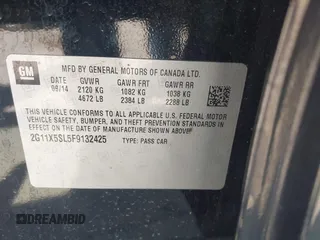 GM
MFD BY GENERAL MOTORS OF CANADA LTD.
DATE GVWR GAWR FRT GAWR RR
09/14 2120 KG 1082 KG 1038 KG
4672 LB 2384 LB 2288 LB
THIS VEHICLE CONFORMS TO ALL APPLICABLE U.S. FEDERAL MOTOR
VEHICLE SAFETY, BUMPER, AND THEFT PREVENTION STANDARDS
IN EFFECT ON THE DATE OF MANUFACTURE SHOWN ABOVE.
2G11X5SL5F9132425 TYPE: PASS CAR
DREAMBID